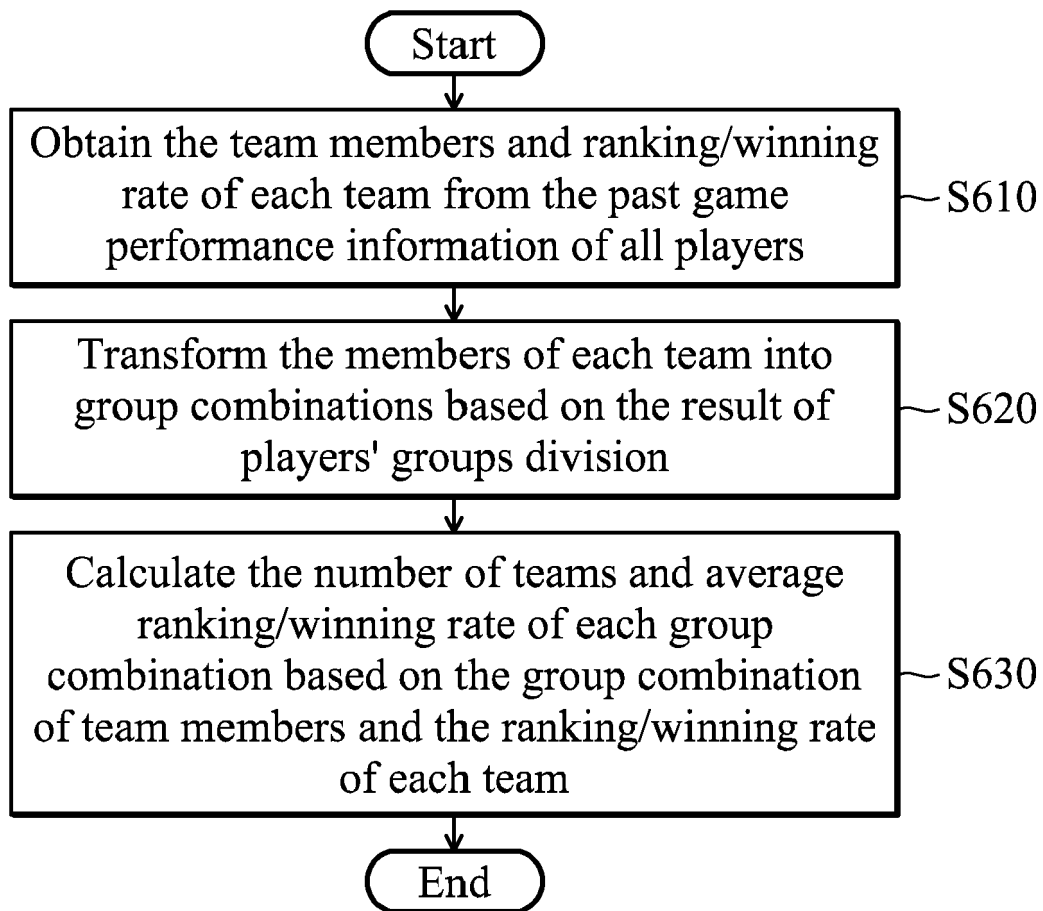 Start
Obtain the team members and ranking/winning
rate of each team from the past game
performance information of all players
S610
Transform the members of each team into
group combinations based on the result of
players' groups division
S620
Calculate the number of teams and average
ranking/winning rate of each group
combination based on the group combination
of team members and the ranking/winning rate
of each team
S630
End